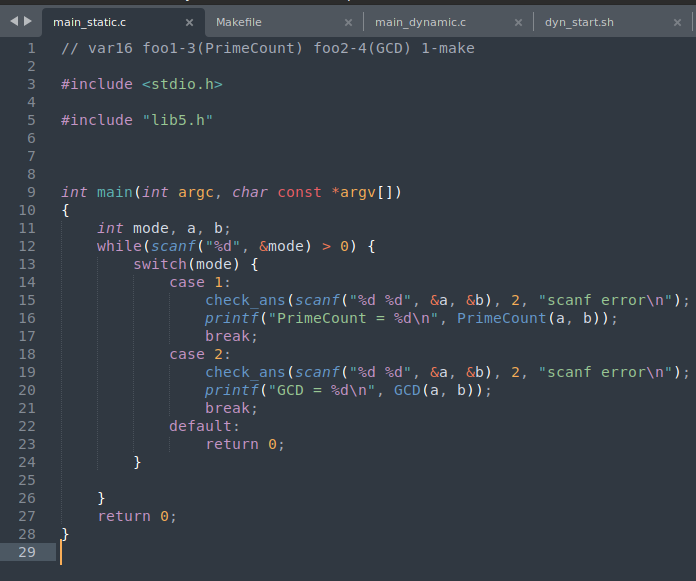 main_static.c × Makefile × main_dynamic.c × dyn_start.sh ×
1 // var16 foo1-3(PrimeCount) foo2-4(GCD) 1-make
2
3 #include <stdio.h>
4
5 #include "lib5.h"
6
7
8
9 int main(int argc, char const *argv[])
10 {
11     int mode, a, b;
12     while(scanf("%d", &mode) > 0) {
13         switch(mode) {
14             case 1:
15                 check_ans(scanf("%d %d", &a, &b), 2, "scanf error\n");
16                 printf("PrimeCount = %d\n", PrimeCount(a, b));
17                 break;
18             case 2:
19                 check_ans(scanf("%d %d", &a, &b), 2, "scanf error\n");
20                 printf("GCD = %d\n", GCD(a, b));
21                 break;
22             default:
23                 return 0;
24         }
25
26     }
27     return 0;
28 }
29